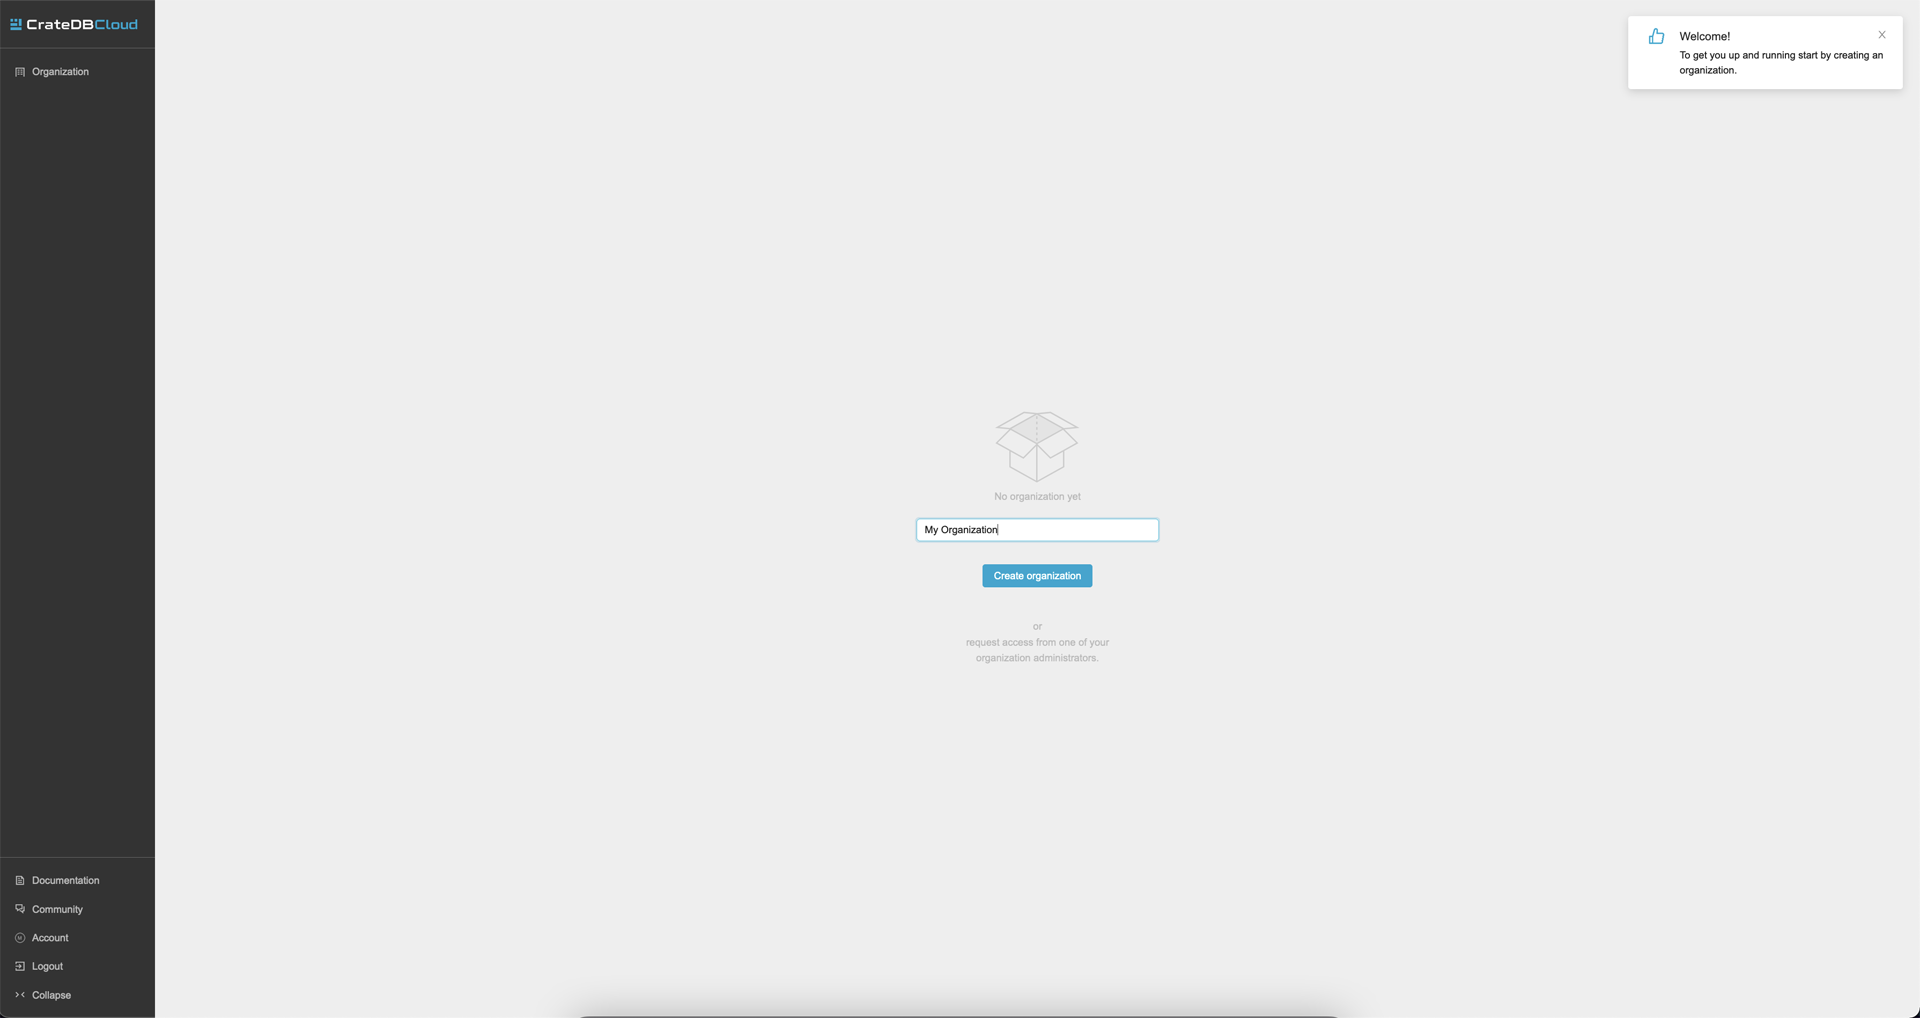 CrateDBCloud
Organization
Welcome!
To get you up and running start by creating an
organization.
No organization yet
My Organization
Create organization
or
request access from one of your
organization administrators.
Documentation
Community
Account
Logout
Collapse